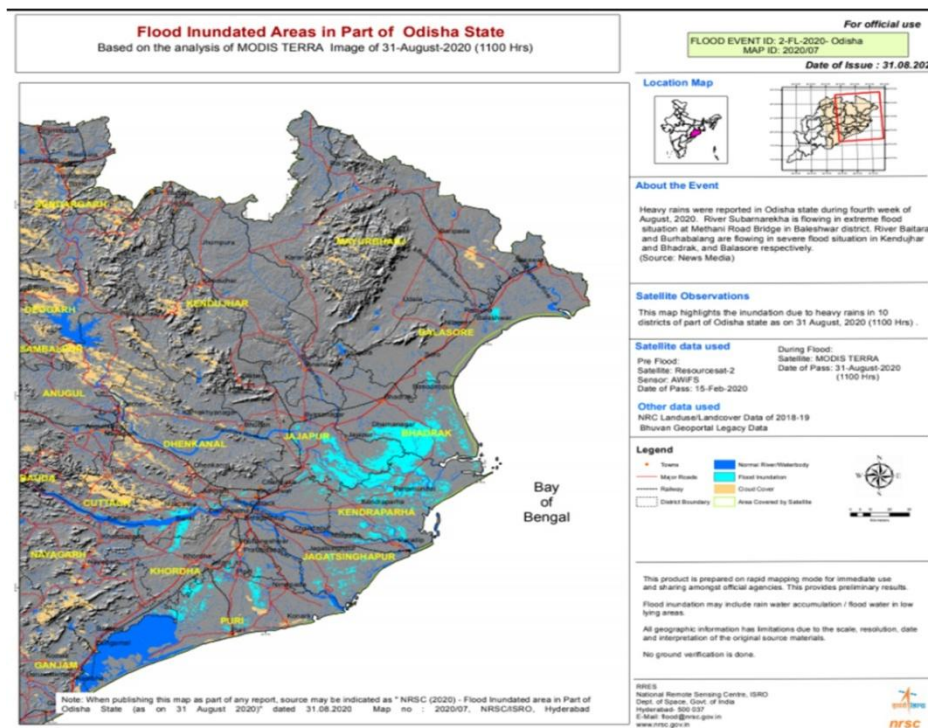 Flood Inundated Areas in Part of Odisha State
Based on the analysis of MODIS TERRA Image of 31-August-2020 (1100 Hrs)
For official use
FLOOD EVENT ID: 2-FL-2020- Odisha
MAP ID: 2020/07
Date of Issue : 31.08.202
Location Map
About the Event
Heavy rains were reported in Odisha state during fourth week of
August, 2020. River Subarnarekha is flowing in extreme flood
situation at Methani Road Bridge in Baleshwar district. River Baitara
and Burhabalang are flowing in severe flood situation in Kendujhar
and Bhadrak, and Balasore respectively.
(Source: News Media)
Satellite Observations
This map highlights the inundation due to heavy rains in 10
districts of part of Odisha state as on 31 August, 2020 (1100 Hrs) .
Satellite data used
Pre Flood:
Satellite: Resourcesat-2
Sensor: AWIFS
Date of Pass: 15-Feb-2020
During Flood:
Satellite: MODIS TERRA
Date of Pass: 31-August-2020
(1100 Hrs)
Other data used
NRC Landuse/Landcover Data of 2018-19
Bhuvan Geoportal Legacy Data
Legend
Towns
Major Roads
Railway
District Boundary
Normal River/Waterbody
Flood Inundation
Cloud Cover
Area Covered by Satellite
SUNDARGARH
MAYURBHANJ
Baripada
DEOGARH
KENDUJHAR
Udala
BALASORE
SAMBALPUR
ANUGUL
DHENKANAL
JAJAPUR
BHADRAK
BAUDA
CUTTACK
KENDRAPARHA
NAYAGARH
KHORDHA
JAGATSINGHAPUR
PURI
GANJAM
Bay
of
Bengal
This product is prepared on rapid mapping mode for immediate use
and sharing amongst official agencies. This provides preliminary results.
Flood inundation may include rain water accumulation / flood water in low
lying areas.
All geographic information has limitations due to the scale, resolution, date
and interpretation of the original source materials.
No ground verification is done.
Note: When publishing this map as part of any report, source may be indicated as " NRSC (2020) - Flood Inundated area in Part of
Odisha State (as on 31 August 2020)" dated 31.08.2020 Map no : 2020/07, NRSC/ISRO, Hyderabad
RRES
National Remote Sensing Centre, ISRO
Dept. of Space, Govt. of India
Hyderabad- 500 037
E-Mail: flood@nrsc.gov.in
www.nrsc.gov.in
nrsc